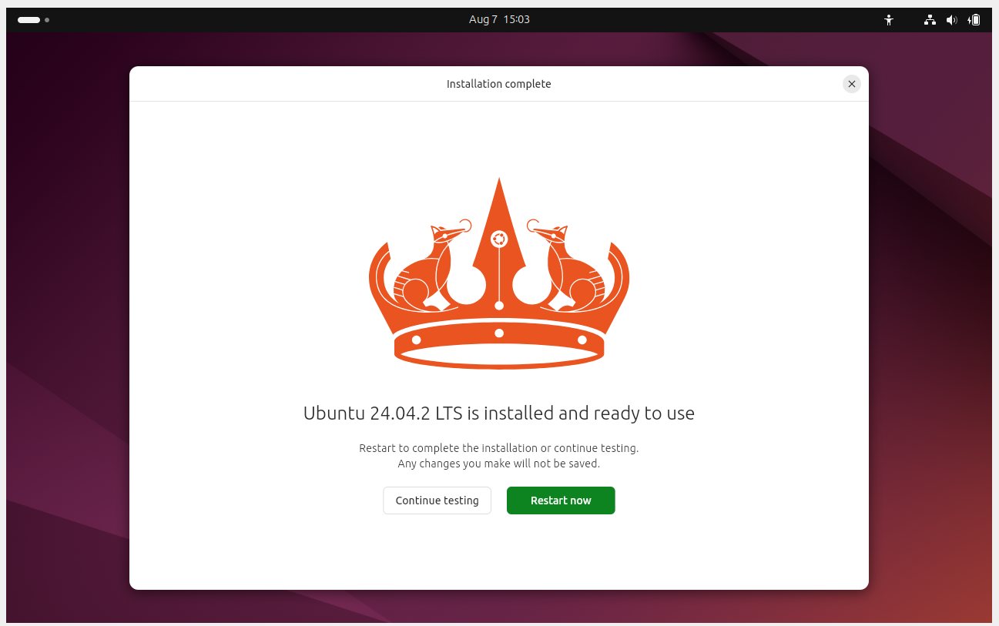 Aug 7 15:03
Installation complete
Ubuntu 24.04.2 LTS is installed and ready to use
Restart to complete the installation or continue testing.
Any changes you make will not be saved.
Continue testing
Restart now